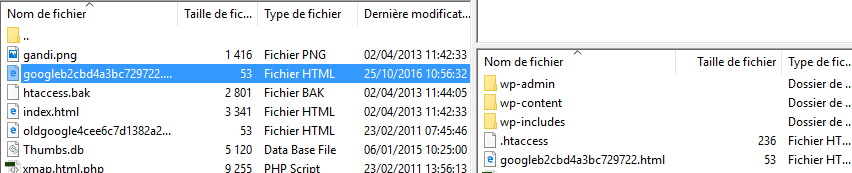 Nom de fichier Taille de fic... Type de fichier Dernière modificat...
..
gandi.png 1 416 Fichier PNG 02/04/2013 11:42:33
googleb2cbd4a3bc729722.... 53 Fichier HTML 25/10/2016 10:56:32
htaccess.bak 2 801 Fichier BAK 02/04/2013 11:44:05
index.html 3 341 Fichier HTML 02/04/2013 11:42:33
oldgoogle4cee6c7d1382a2... 53 Fichier HTML 23/02/2011 07:45:46
Thumbs.db 5 120 Data Base File 06/01/2015 10:25:00
xmap.html.php 9 255 PHP Script 23/02/2011 13:56:13
Nom de fichier Taille de fic... Type de fic...
wp-admin Dossier de ...
wp-content Dossier de ...
wp-includes Dossier de ...
.htaccess 236 Fichier HT...
googleb2cbd4a3bc729722.html 53 Fichier HT...